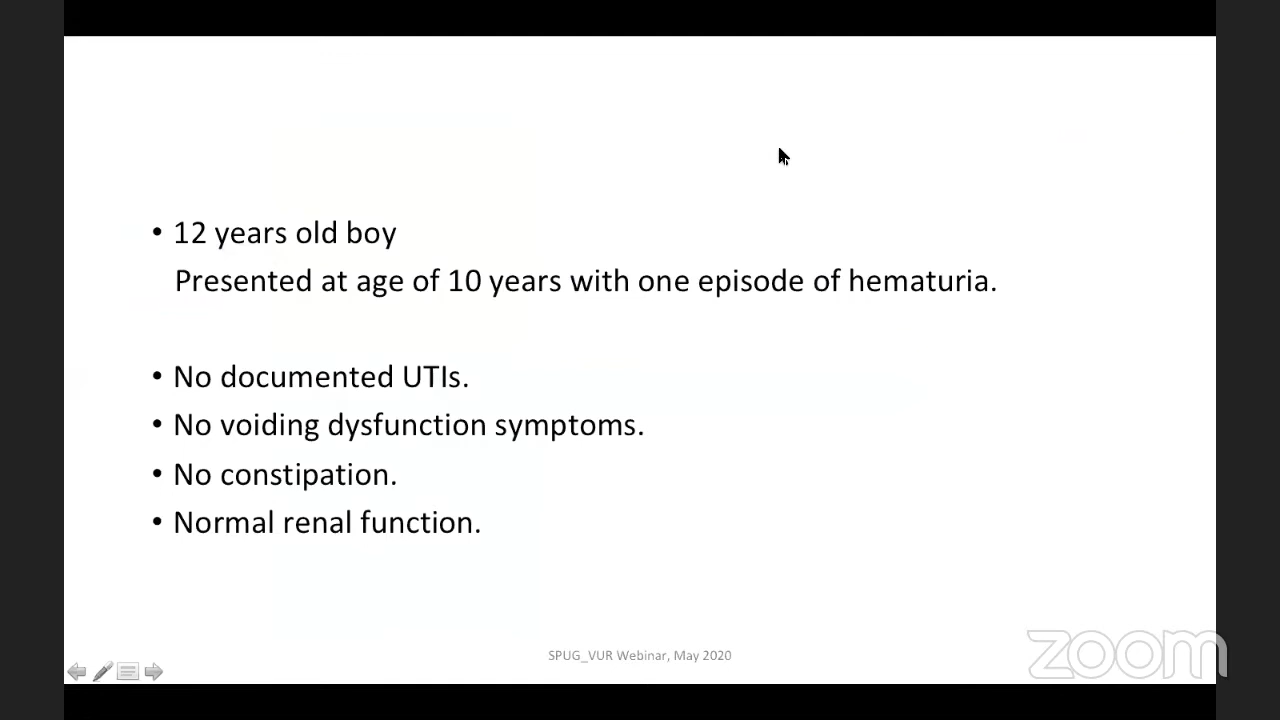 • 12 years old boy
Presented at age of 10 years with one episode of hematuria.
• No documented UTIs.
• No voiding dysfunction symptoms.
• No constipation.
• Normal renal function.
SPUG_VUR Webinar, May 2020
zoom